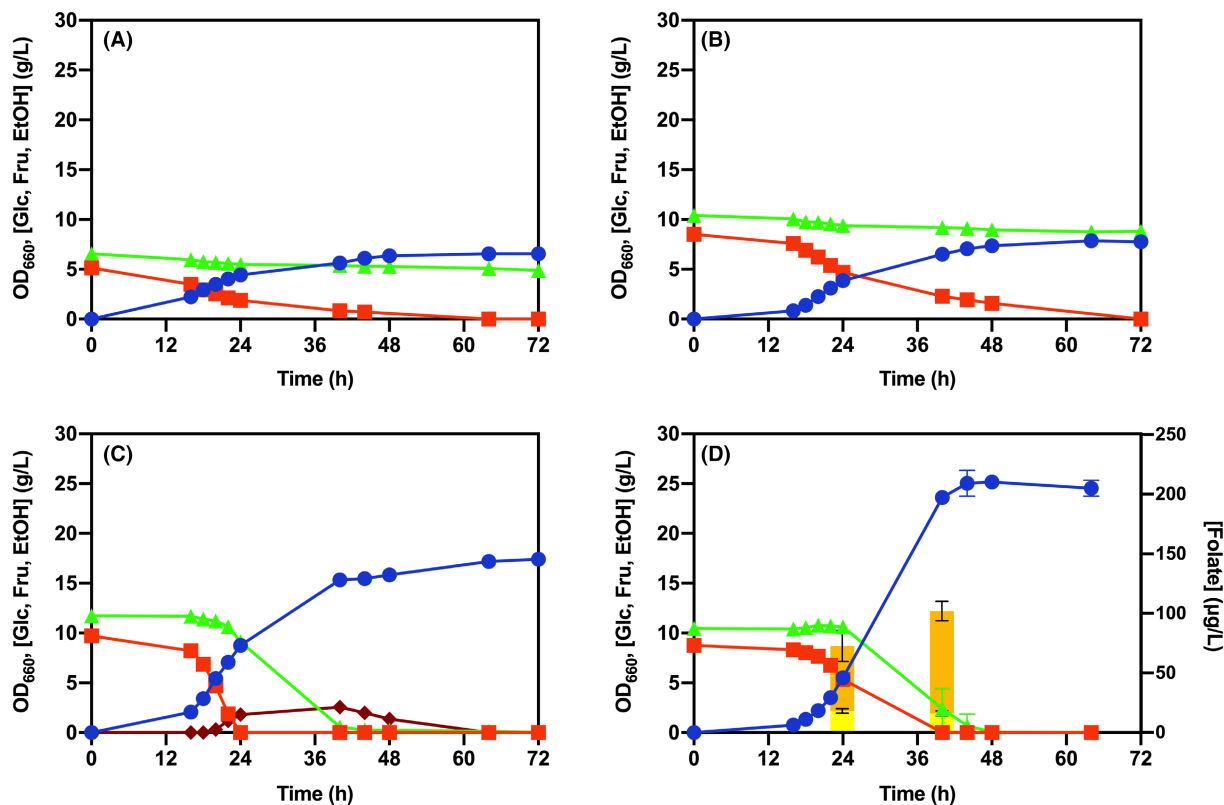 (A)
OD660, [Glc, Fru, EtOH] (g/L)
30
25
20
15
10
5
0
0 12 24 36 48 60 72
Time (h)
(B)
OD660, [Glc, Fru, EtOH] (g/L)
30
25
20
15
10
5
0
0 12 24 36 48 60 72
Time (h)
(C)
OD660, [Glc, Fru, EtOH] (g/L)
30
25
20
15
10
5
0
0 12 24 36 48 60 72
Time (h)
(D)
OD660, [Glc, Fru, EtOH] (g/L)
30
25
20
15
10
5
0
0 12 24 36 48 60 72
Time (h)
250
200
150
100
50
0
[Folate] (μg/L)